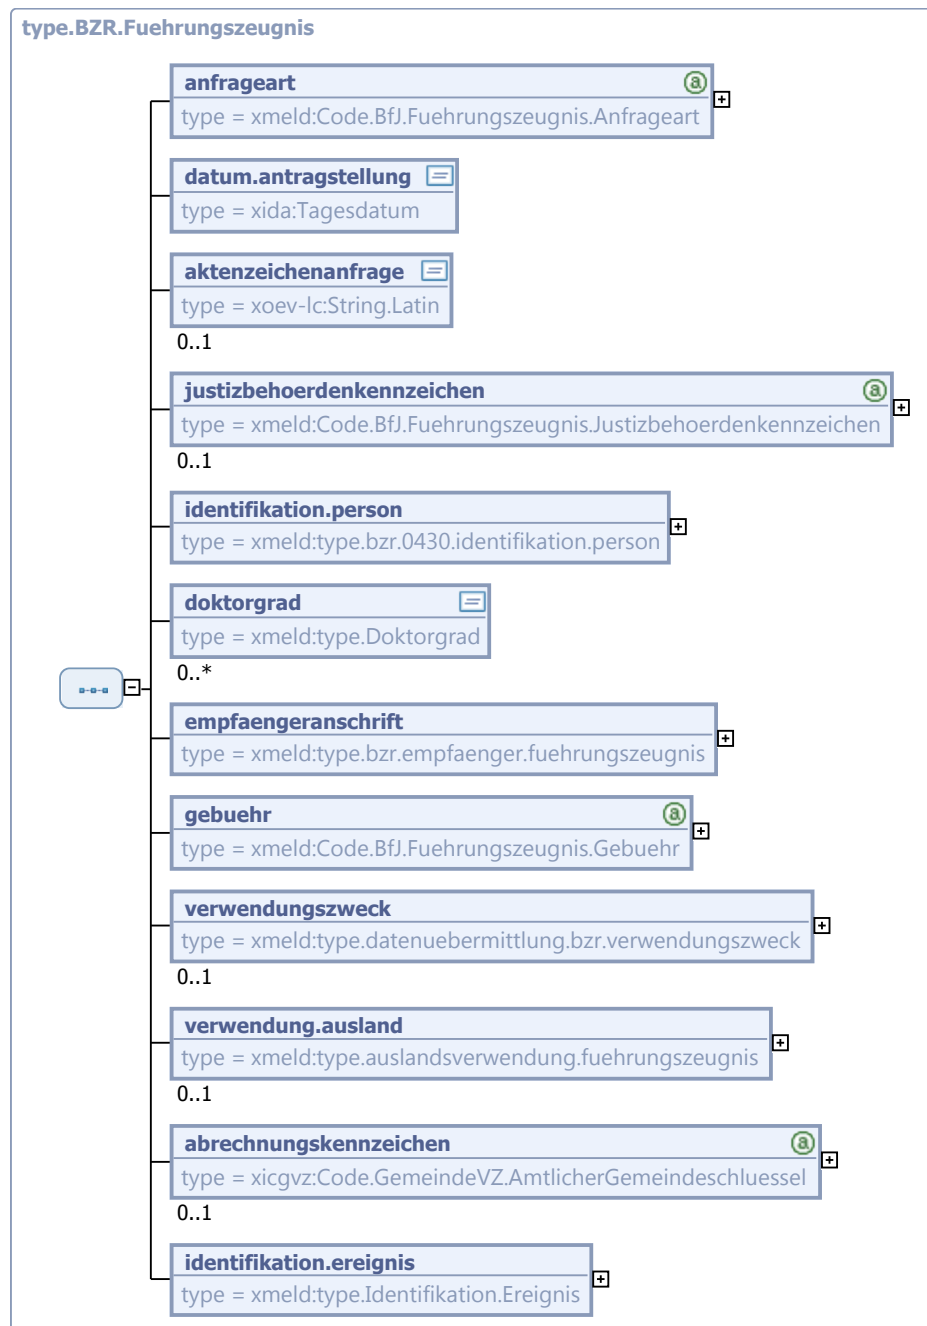 type.BZR.Fuehrungszeugnis
anfrageart
type = xmeld:Code.BfJ.Fuehrungszeugnis.Anfrageart
datum.antragstellung
type = xida:Tagesdatum
aktenzeichenanfrage
type = xoev-lc:String.Latin
0..1
justizbehoerdenkennzeichen
type = xmeld:Code.BfJ.Fuehrungszeugnis.Justizbehoerdenkennzeichen
0..1
identifikation.person
type = xmeld:type.bzr.0430.identifikation.person
doktorgrad
type = xmeld:type.Doktorgrad
0..*
empfaengeranschrift
type = xmeld:type.bzr.empfaenger.fuehrungszeugnis
gebuehr
type = xmeld:Code.BfJ.Fuehrungszeugnis.Gebuehr
verwendungszweck
type = xmeld:type.datenuebermittlung.bzr.verwendungszweck
0..1
verwendung.ausland
type = xmeld:type.auslandsverwendung.fuehrungszeugnis
0..1
abrechnungskennzeichen
type = xicgvz:Code.GemeindeVZ.AmtlicherGemeindeschluessel
0..1
identifikation.ereignis
type = xmeld:type.Identifikation.Ereignis